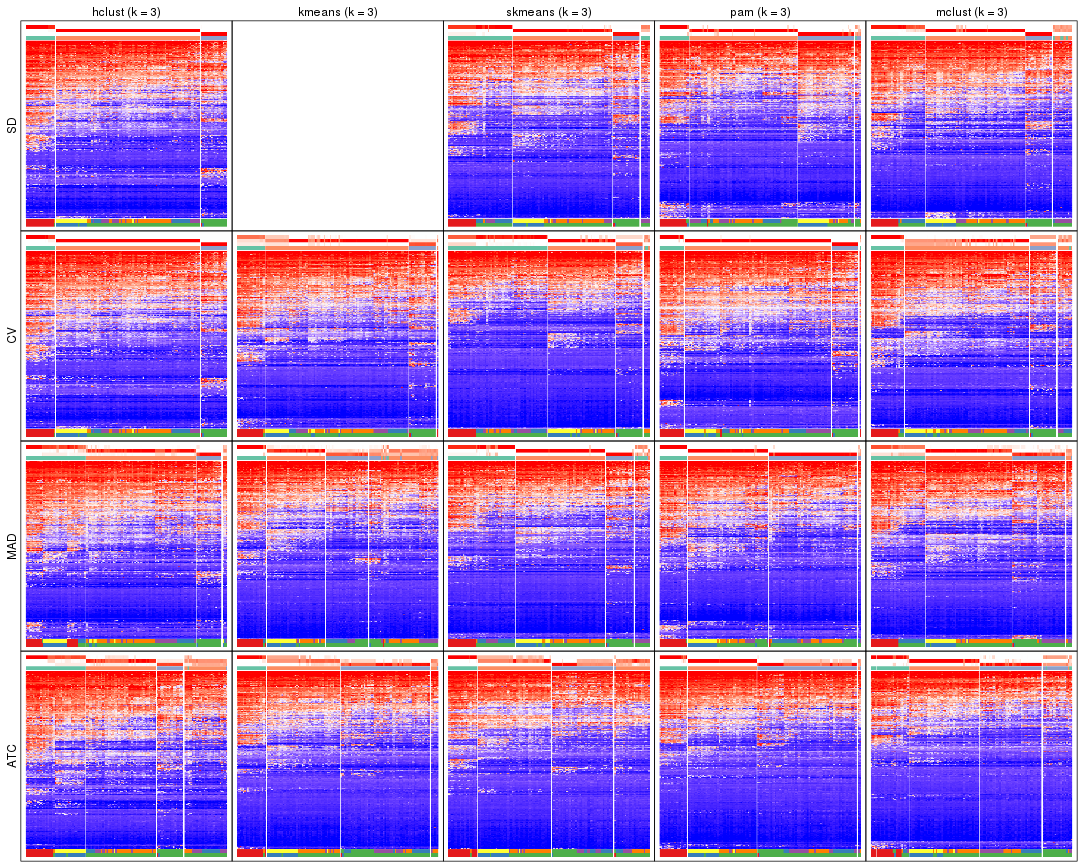 hclust (k = 3) kmeans (k = 3) skmeans (k = 3) pam (k = 3) mclust (k = 3)
SD
CV
MAD
ATC